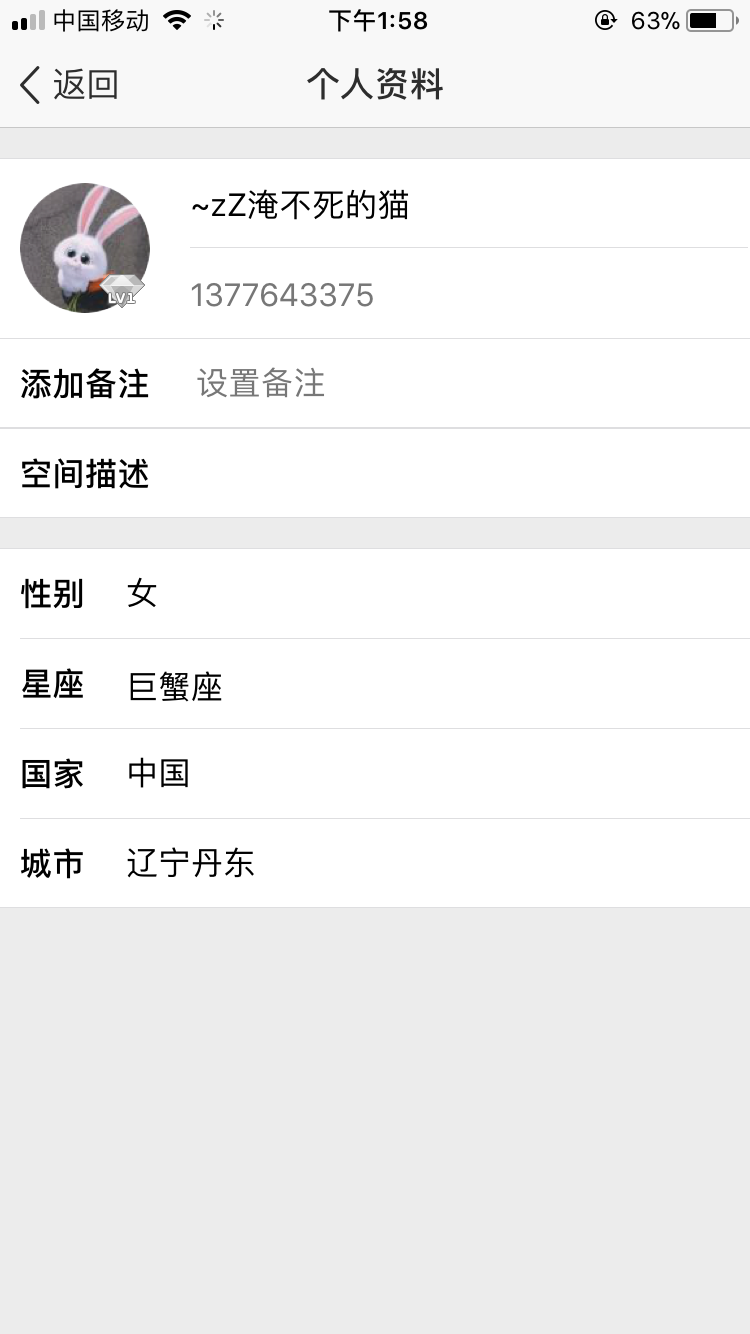 中国移动 下午1:58 63%
返回 个人资料
~zZ淹不死的猫
LV1
1377643375
添加备注 设置备注
空间描述
性别 女
星座 巨蟹座
国家 中国
城市 辽宁丹东